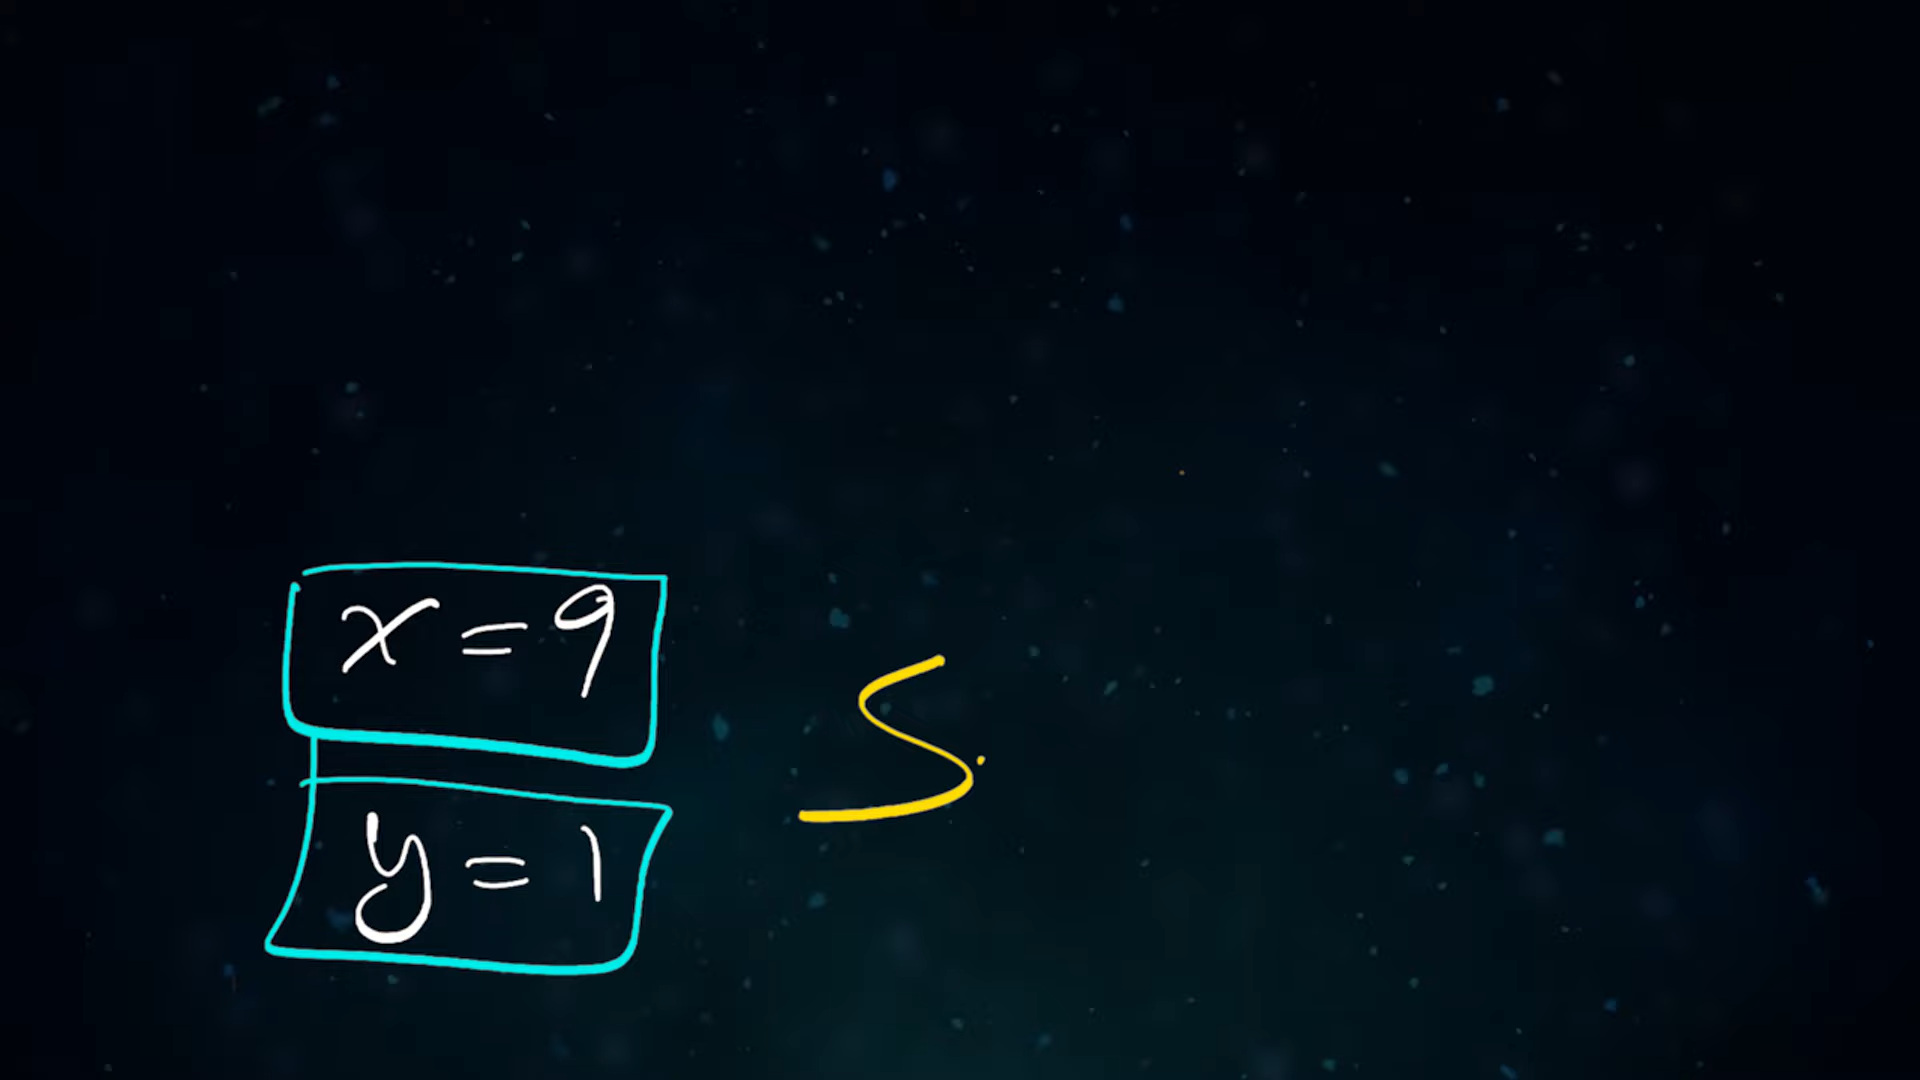 x = 9
S
y = 1